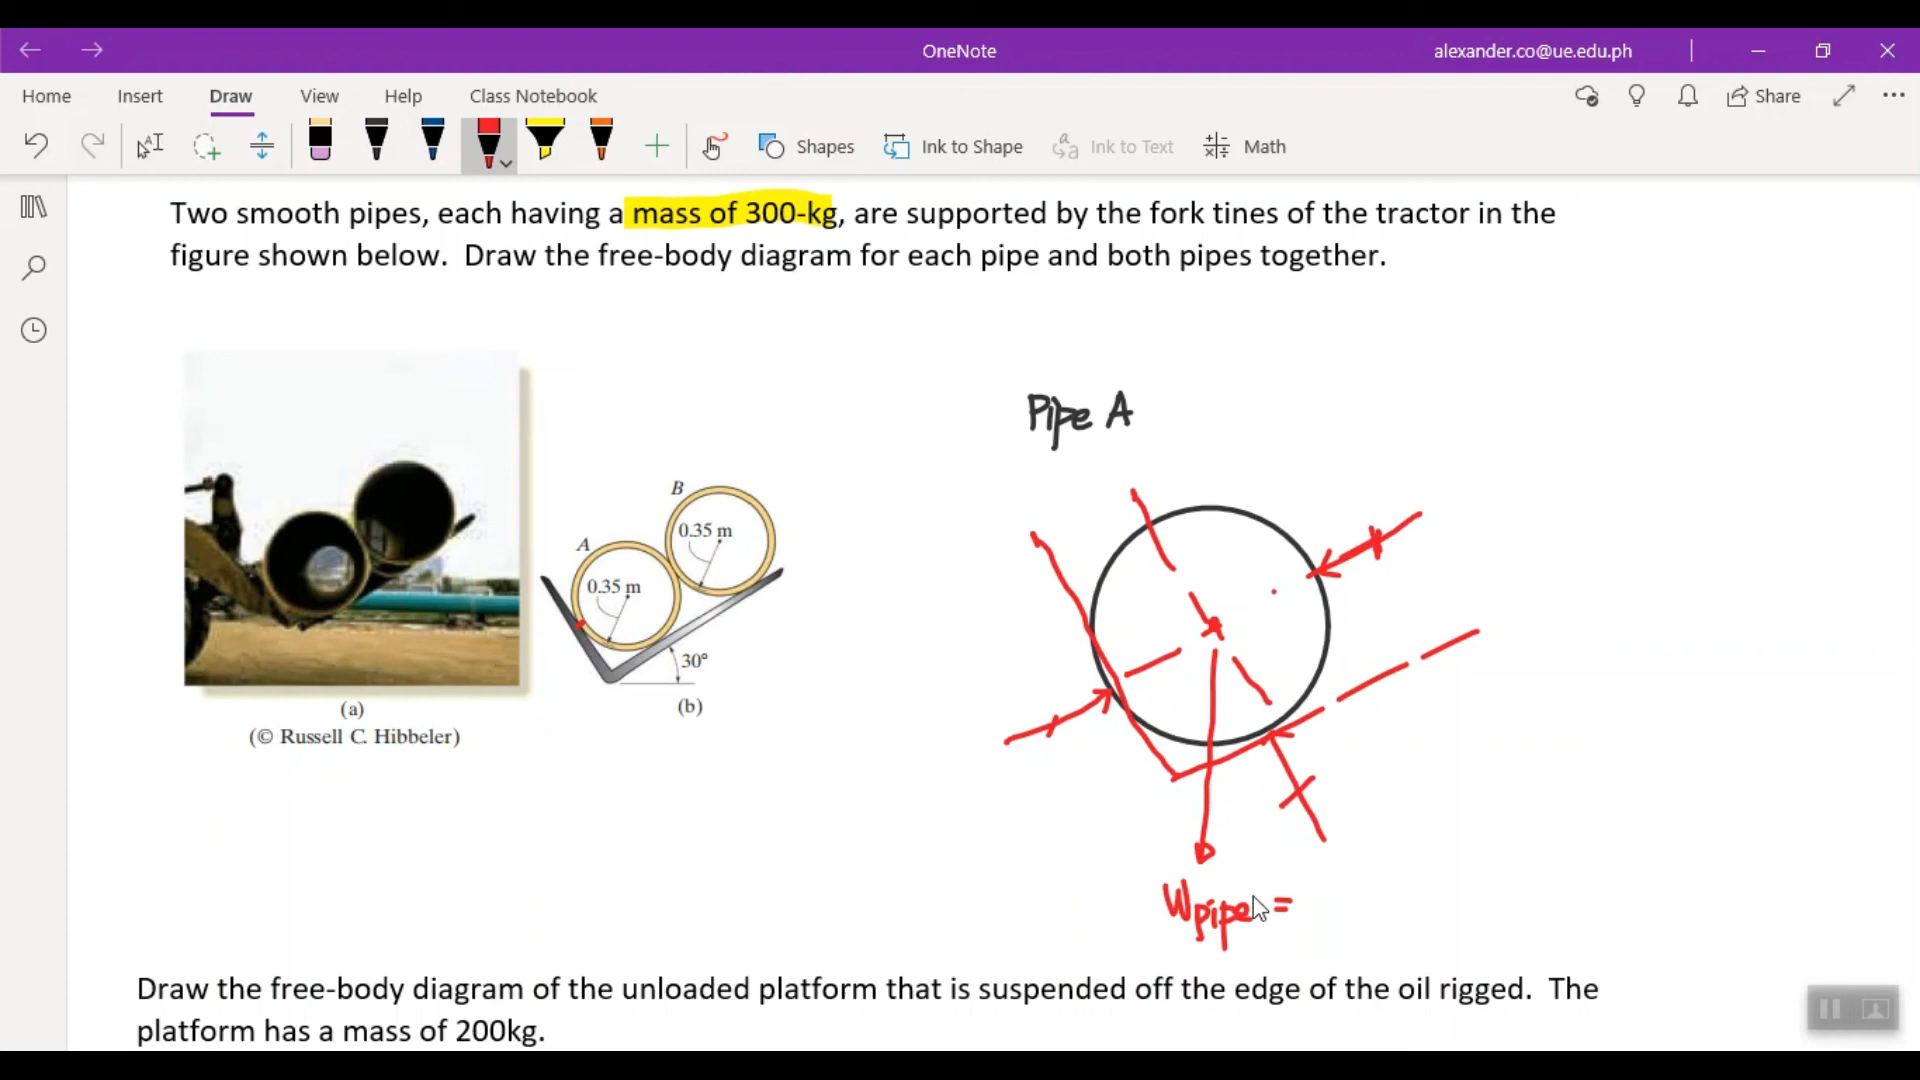 OneNote
alexander.co@ue.edu.ph
Home Insert Draw View Help Class Notebook
Share
Shapes Ink to Shape Ink to Text Math
Two smooth pipes, each having a mass of 300-kg, are supported by the fork tines of the tractor in the
figure shown below. Draw the free-body diagram for each pipe and both pipes together.
Pipe A
B
0.35 m
A
0.35 m
30°
(a)
(b)
(© Russell C. Hibbeler)
Wpipe =
Draw the free-body diagram of the unloaded platform that is suspended off the edge of the oil rigged. The
platform has a mass of 200kg.